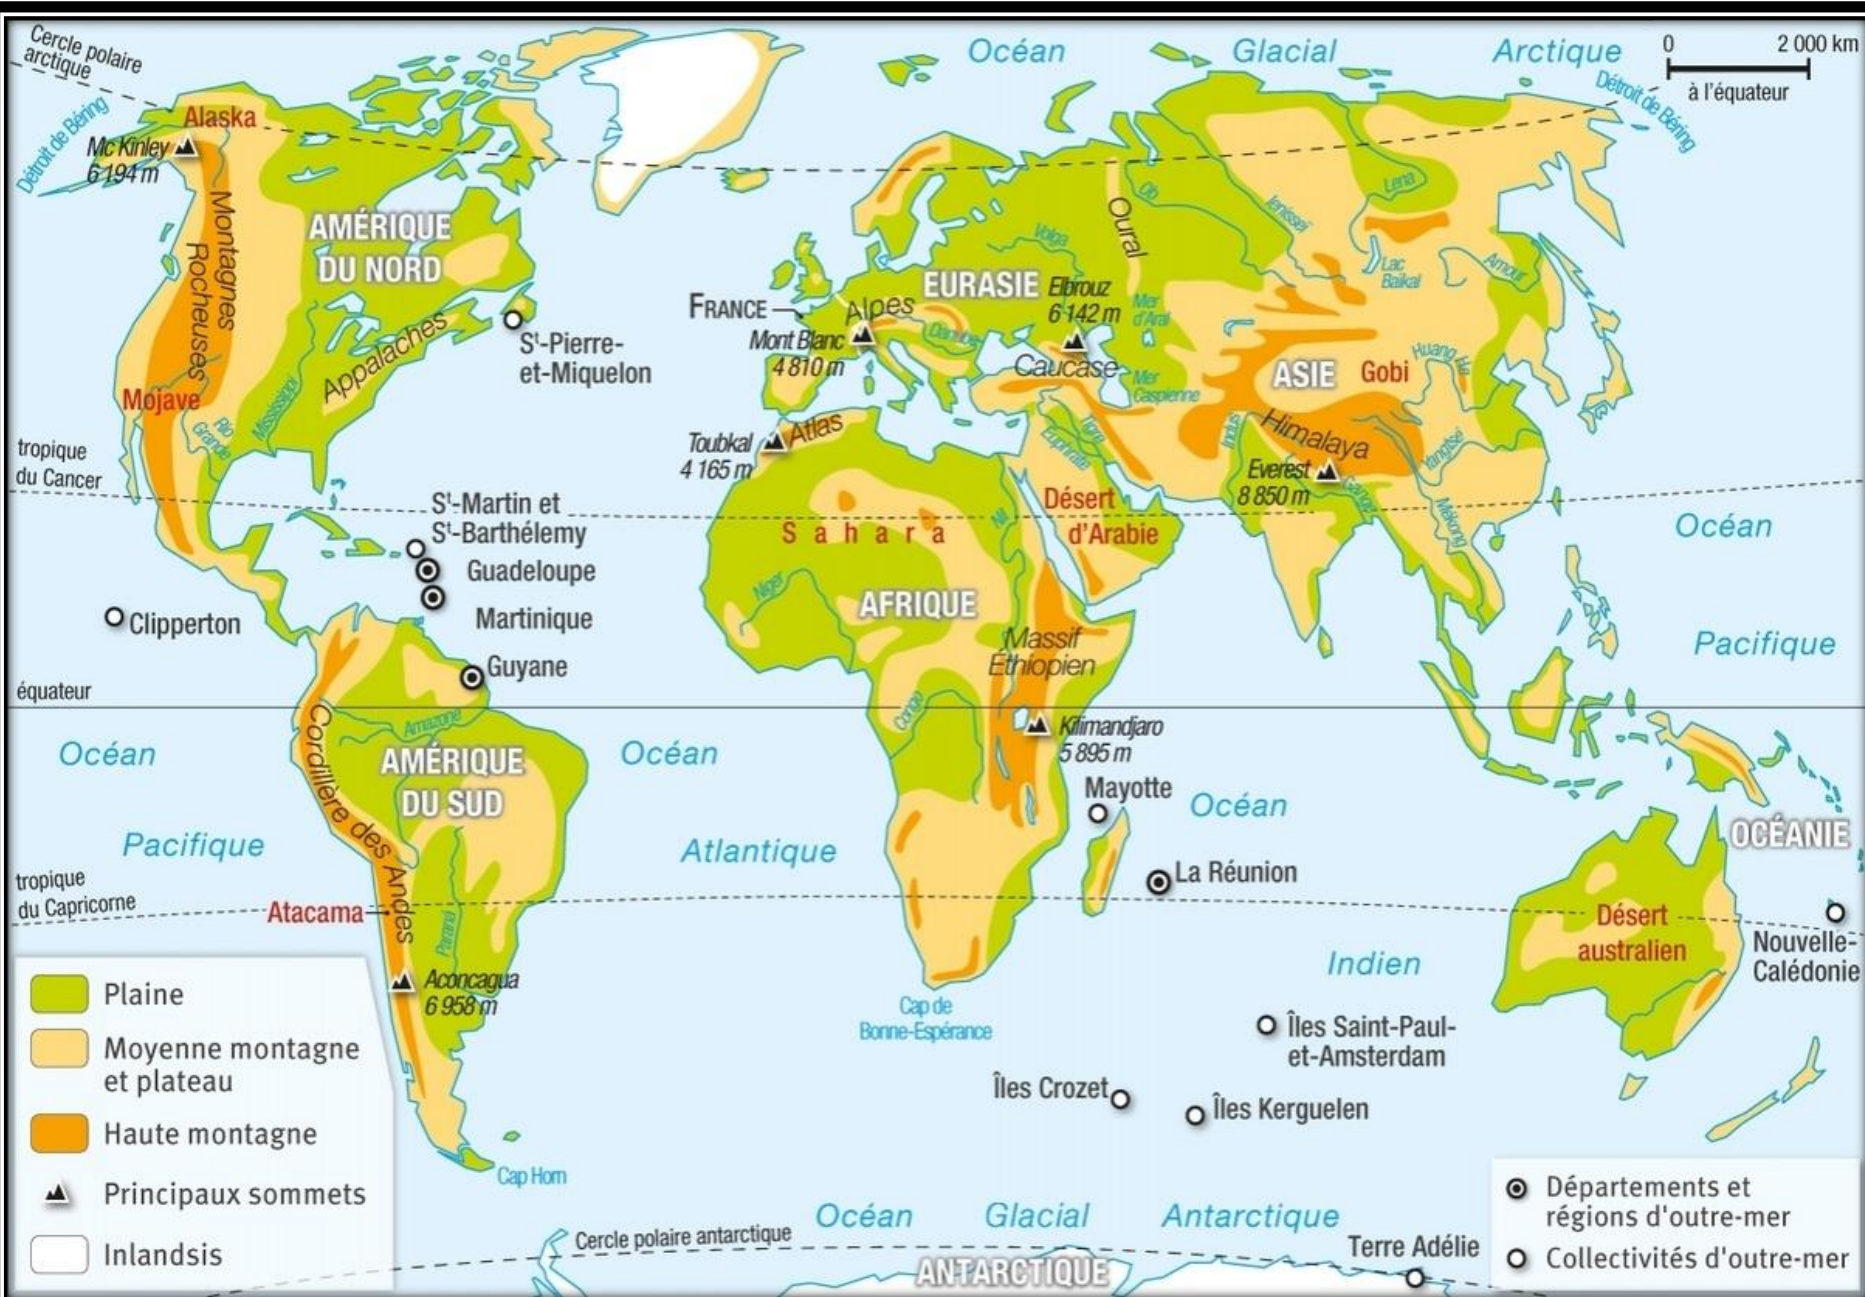 Cercle polaire
arctique
Océan Glacial Arctique
0 2 000 km
à l'équateur
Détroit de Béring
Détroit de Béring
Alaska
Mc Kinley
6 194 m
Montagnes
Rocheuses
AMÉRIQUE
DU NORD
Appalaches
Mojave
Rio
Grande
Mississipi
St-Pierre-
et-Miquelon
FRANCE
Alpes
Mont Blanc
4 810 m
Danube
EURASIE
Elbrouz
6 142 m
Caucase
Volga
Oural
Ob
Ienisseï
Lena
Lac
Baïkal
Amour
Mer
d'Aral
Mer
Caspienne
ASIE
Gobi
Huang He
Himalaya
Everest
8 850 m
Indus
Gange
Yangtsé
Mékong
Tigre
Euphrate
Toubkal
4 165 m
Atlas
tropique
du Cancer
St-Martin et
St-Barthélemy
Guadeloupe
Martinique
Clipperton
Guyane
Sahara
Nil
Désert
d'Arabie
Niger
AFRIQUE
Massif
Éthiopien
Congo
Kilimandjaro
5 895 m
Océan
Pacifique
équateur
Océan
Pacifique
Amazone
AMÉRIQUE
DU SUD
Cordillère des Andes
Océan
Atlantique
Mayotte
Océan
Indien
La Réunion
OCÉANIE
tropique
du Capricorne
Atacama
Paraná
Aconcagua
6 958 m
Désert
australien
Nouvelle-
Calédonie
Cap de
Bonne-Espérance
Îles Saint-Paul-
et-Amsterdam
Îles Crozet
Îles Kerguelen
Cap Horn
Océan Glacial Antarctique
Cercle polaire antarctique
ANTARCTIQUE
Terre Adélie
Plaine
Moyenne montagne
et plateau
Haute montagne
Principaux sommets
Inlandsis
Départements et
régions d'outre-mer
Collectivités d'outre-mer